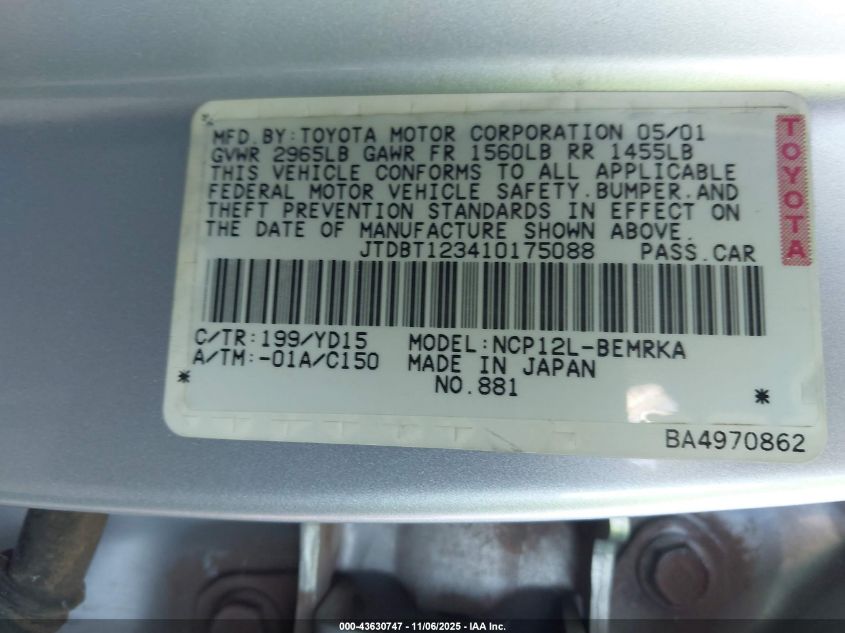 MFD.BY:TOYOTA MOTOR CORPORATION 05/01
GVWR 2965LB GAWR FR 1560LB RR 1455LB
THIS VEHICLE CONFORMS TO ALL APPLICABLE
FEDERAL MOTOR VEHICLE SAFETY.BUMPER.AND
THEFT PREVENTION STANDARDS IN EFFECT ON
THE DATE OF MANUFACTURE SHOWN ABOVE.
JTDBT123410175088 PASS.CAR
TOYOTA
C/TR:199/YD15 MODEL:NCP12L-BEMRKA
A/TM:-01A/C150 MADE IN JAPAN
* NO.881 *
BA4970862
000-43630747 - 11/06/2025 - IAA Inc.